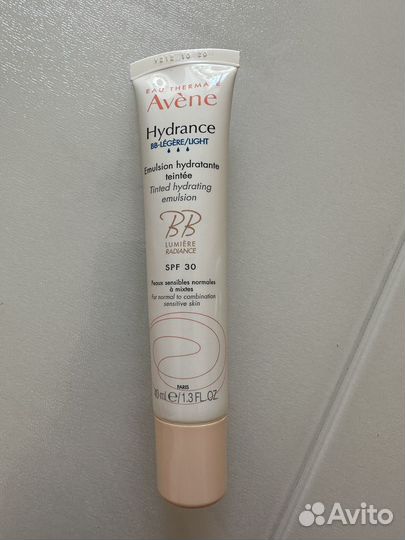 EAU THERMALE
Avène
Hydrance
BB-LÉGÈRE/LIGHT
Emulsion hydratante
teintée
Tinted hydrating
emulsion
BB
LUMIÈRE
RADIANCE
SPF 30
Peaux sensibles normales
à mixtes
For normal to combination
sensitive skin
PARIS
40 ml e/1.3 FL.OZ.
Avito